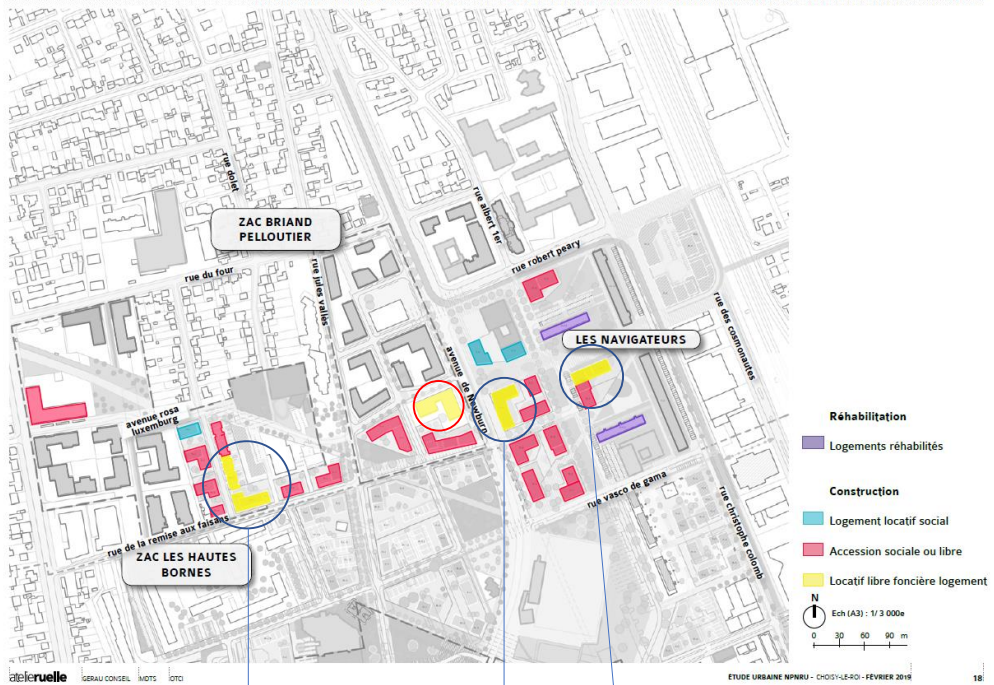 rue dolet
rue albert 1er
ZAC BRIAND
PELLOUTIER
rue robert peary
rue du four
rue jules vallès
rue des cosmonautes
LES NAVIGATEURS
avenue de Newburn
avenue rosa
luxemburg
rue vasco de gama
rue christophe colomb
rue de la remise aux faisans
ZAC LES HAUTES
BORNES
Réhabilitation
Logements réhabilités
Construction
Logement locatif social
Accession sociale ou libre
Locatif libre foncière logement
N
Ech (A3) : 1/ 3 000e
0 30 60 90 m
atelierruelle GERAU CONSEIL MDTS OTCI
ÉTUDE URBAINE NPNRU - CHOISY-LE-ROI - FÉVRIER 2019
18